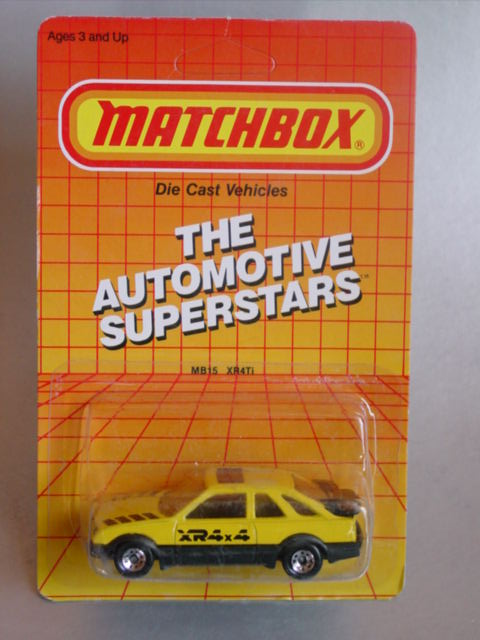 Ages 3 and Up
MATCHBOX®
Die Cast Vehicles
THE
AUTOMOTIVE
SUPERSTARS™
MB15 XR4Ti
XR4x4